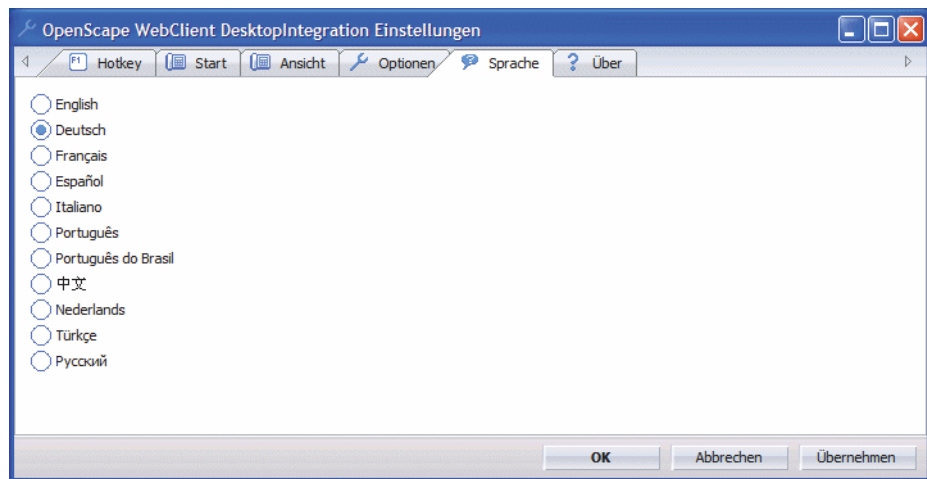 OpenScape WebClient DesktopIntegration Einstellungen
F1 Hotkey Start Ansicht Optionen Sprache ? Über
English
Deutsch
Français
Español
Italiano
Português
Português do Brasil
中文
Nederlands
Türkçe
Русский
OK Abbrechen Übernehmen